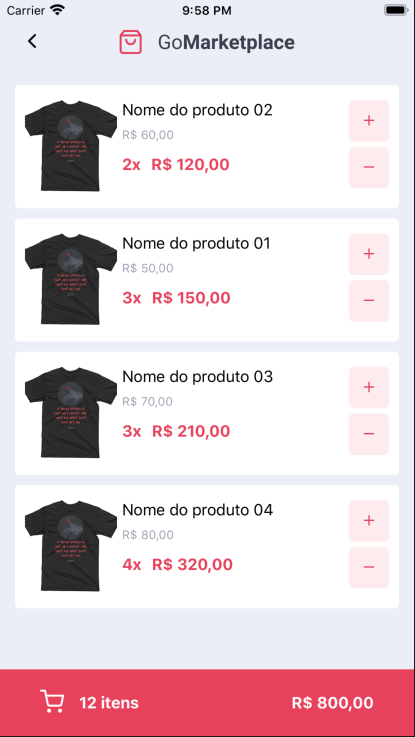 Carrier
9:58 PM
GoMarketplace
Nome do produto 02
R$ 60,00
2x R$ 120,00
+
−
Nome do produto 01
R$ 50,00
3x R$ 150,00
+
−
Nome do produto 03
R$ 70,00
3x R$ 210,00
+
−
Nome do produto 04
R$ 80,00
4x R$ 320,00
+
−
12 itens
R$ 800,00